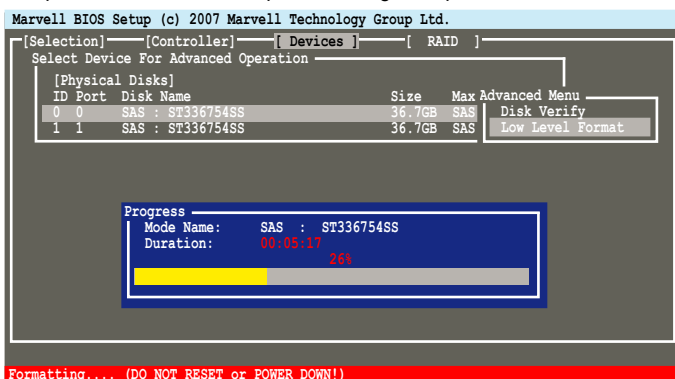 Marvell BIOS Setup (c) 2007 Marvell Technology Group Ltd.
[Selection] [Controller] [ Devices ] [ RAID ]
Select Device For Advanced Operation
[Physical Disks]
ID Port Disk Name Size Max
0 0 SAS : ST336754SS 36.7GB SAS
1 1 SAS : ST336754SS 36.7GB SAS
Advanced Menu
Disk Verify
Low Level Format
Progress
Mode Name: SAS : ST336754SS
Duration: 00:05:17
26%
Formatting.... (DO NOT RESET or POWER DOWN!)